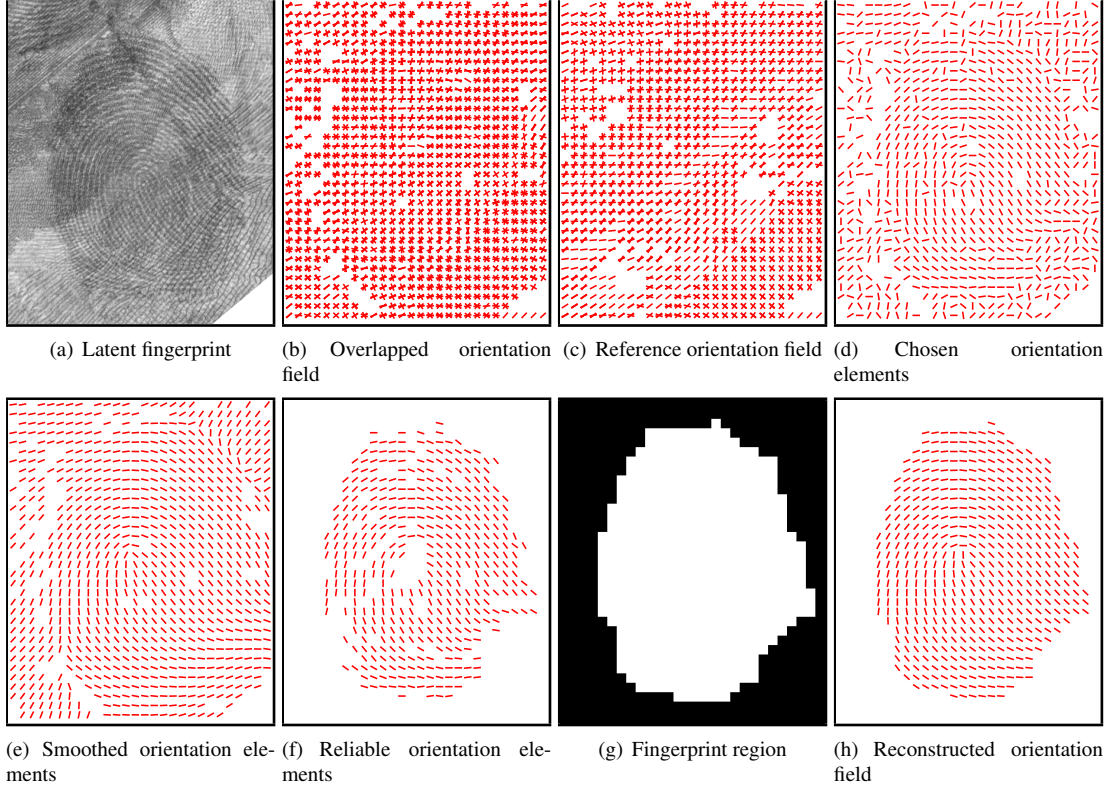 (a) Latent fingerprint
(b) Overlapped orientation
field
(c) Reference orientation field
(d) Chosen orientation
elements
(e) Smoothed orientation ele-
ments
(f) Reliable orientation ele-
ments
(g) Fingerprint region
(h) Reconstructed orientation
field